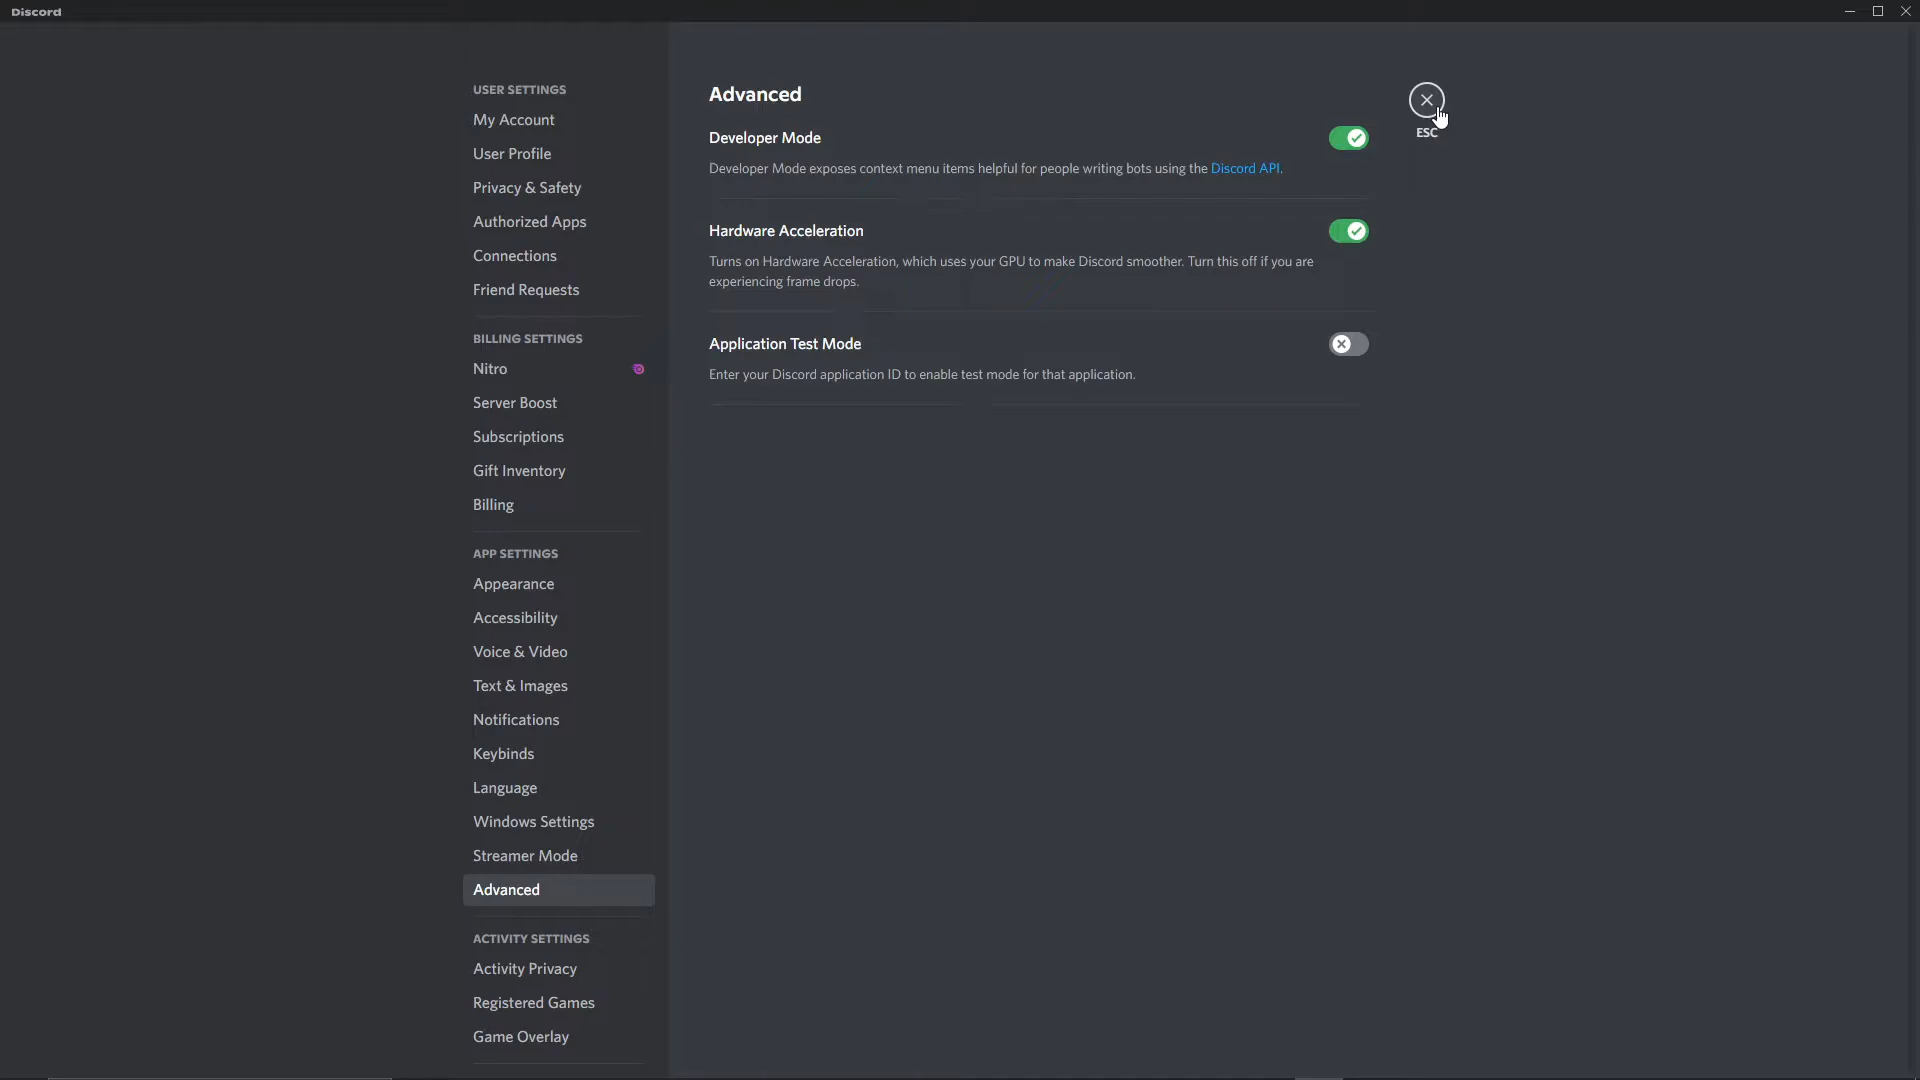 Discord
USER SETTINGS
My Account
User Profile
Privacy & Safety
Authorized Apps
Connections
Friend Requests
BILLING SETTINGS
Nitro
Server Boost
Subscriptions
Gift Inventory
Billing
APP SETTINGS
Appearance
Accessibility
Voice & Video
Text & Images
Notifications
Keybinds
Language
Windows Settings
Streamer Mode
Advanced
ACTIVITY SETTINGS
Activity Privacy
Registered Games
Game Overlay
Advanced
Developer Mode
Developer Mode exposes context menu items helpful for people writing bots using the Discord API.
Hardware Acceleration
Turns on Hardware Acceleration, which uses your GPU to make Discord smoother. Turn this off if you are
experiencing frame drops.
Application Test Mode
Enter your Discord application ID to enable test mode for that application.
ESC